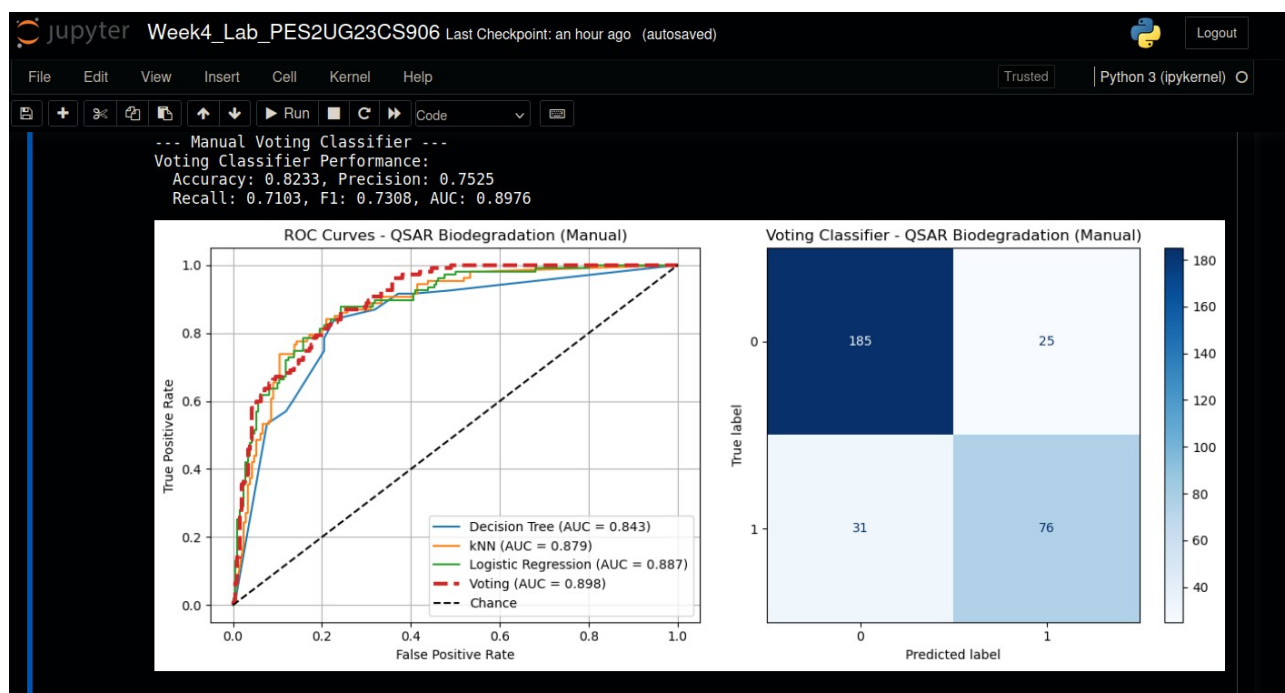 jupyter Week4_Lab_PES2UG23CS906 Last Checkpoint: an hour ago (autosaved) Logout
File Edit View Insert Cell Kernel Help Trusted Python 3 (ipykernel)
Run Code
--- Manual Voting Classifier ---
Voting Classifier Performance:
Accuracy: 0.8233, Precision: 0.7525
Recall: 0.7103, F1: 0.7308, AUC: 0.8976
ROC Curves - QSAR Biodegradation (Manual)
1.0
0.8
0.6
0.4
0.2
0.0
True Positive Rate
Decision Tree (AUC = 0.843)
kNN (AUC = 0.879)
Logistic Regression (AUC = 0.887)
Voting (AUC = 0.898)
Chance
0.0 0.2 0.4 0.6 0.8 1.0
False Positive Rate
Voting Classifier - QSAR Biodegradation (Manual)
True label
0 185 25
1 31 76
0 1
Predicted label
180
160
140
120
100
80
60
40